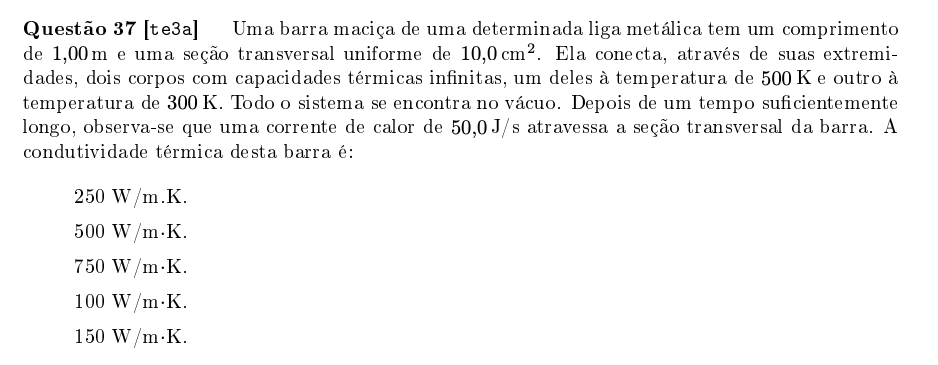 Questão 37 [te3a] Uma barra maciça de uma determinada liga metálica tem um comprimento
de 1,00 m e uma seção transversal uniforme de 10,0 cm². Ela conecta, através de suas extremi-
dades, dois corpos com capacidades térmicas infinitas, um deles à temperatura de 500 K e outro à
temperatura de 300 K. Todo o sistema se encontra no vácuo. Depois de um tempo suficientemente
longo, observa-se que uma corrente de calor de 50,0 J/s atravessa a seção transversal da barra. A
condutividade térmica desta barra é:
250 W/m.K.
500 W/m·K.
750 W/m·K.
100 W/m·K.
150 W/m·K.